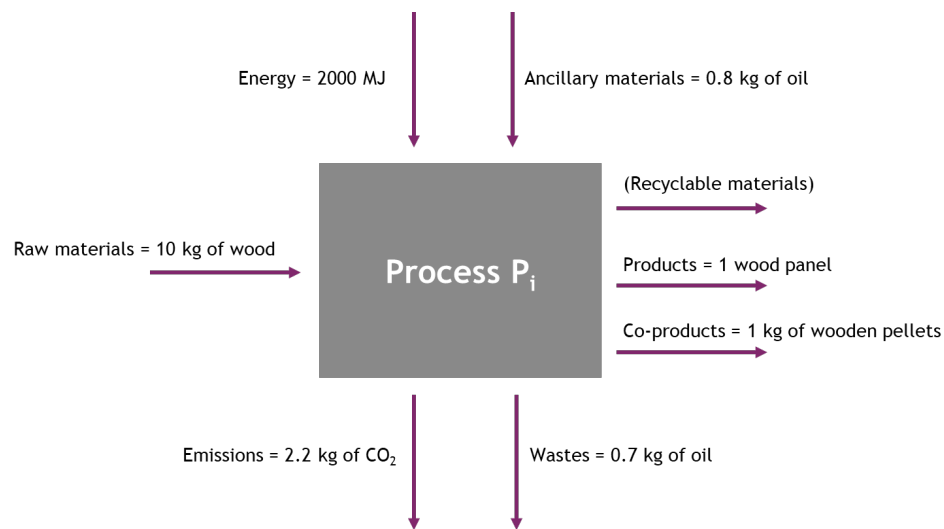 Energy = 2000 MJ
Ancillary materials = 0.8 kg of oil
(Recyclable materials)
Raw materials = 10 kg of wood
Process Pᵢ
Products = 1 wood panel
Co-products = 1 kg of wooden pellets
Emissions = 2.2 kg of CO₂
Wastes = 0.7 kg of oil